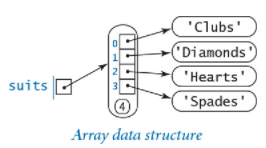 'Clubs'
0
'Diamonds'
1
suits
2
'Hearts'
3
'Spades'
4
Array data structure